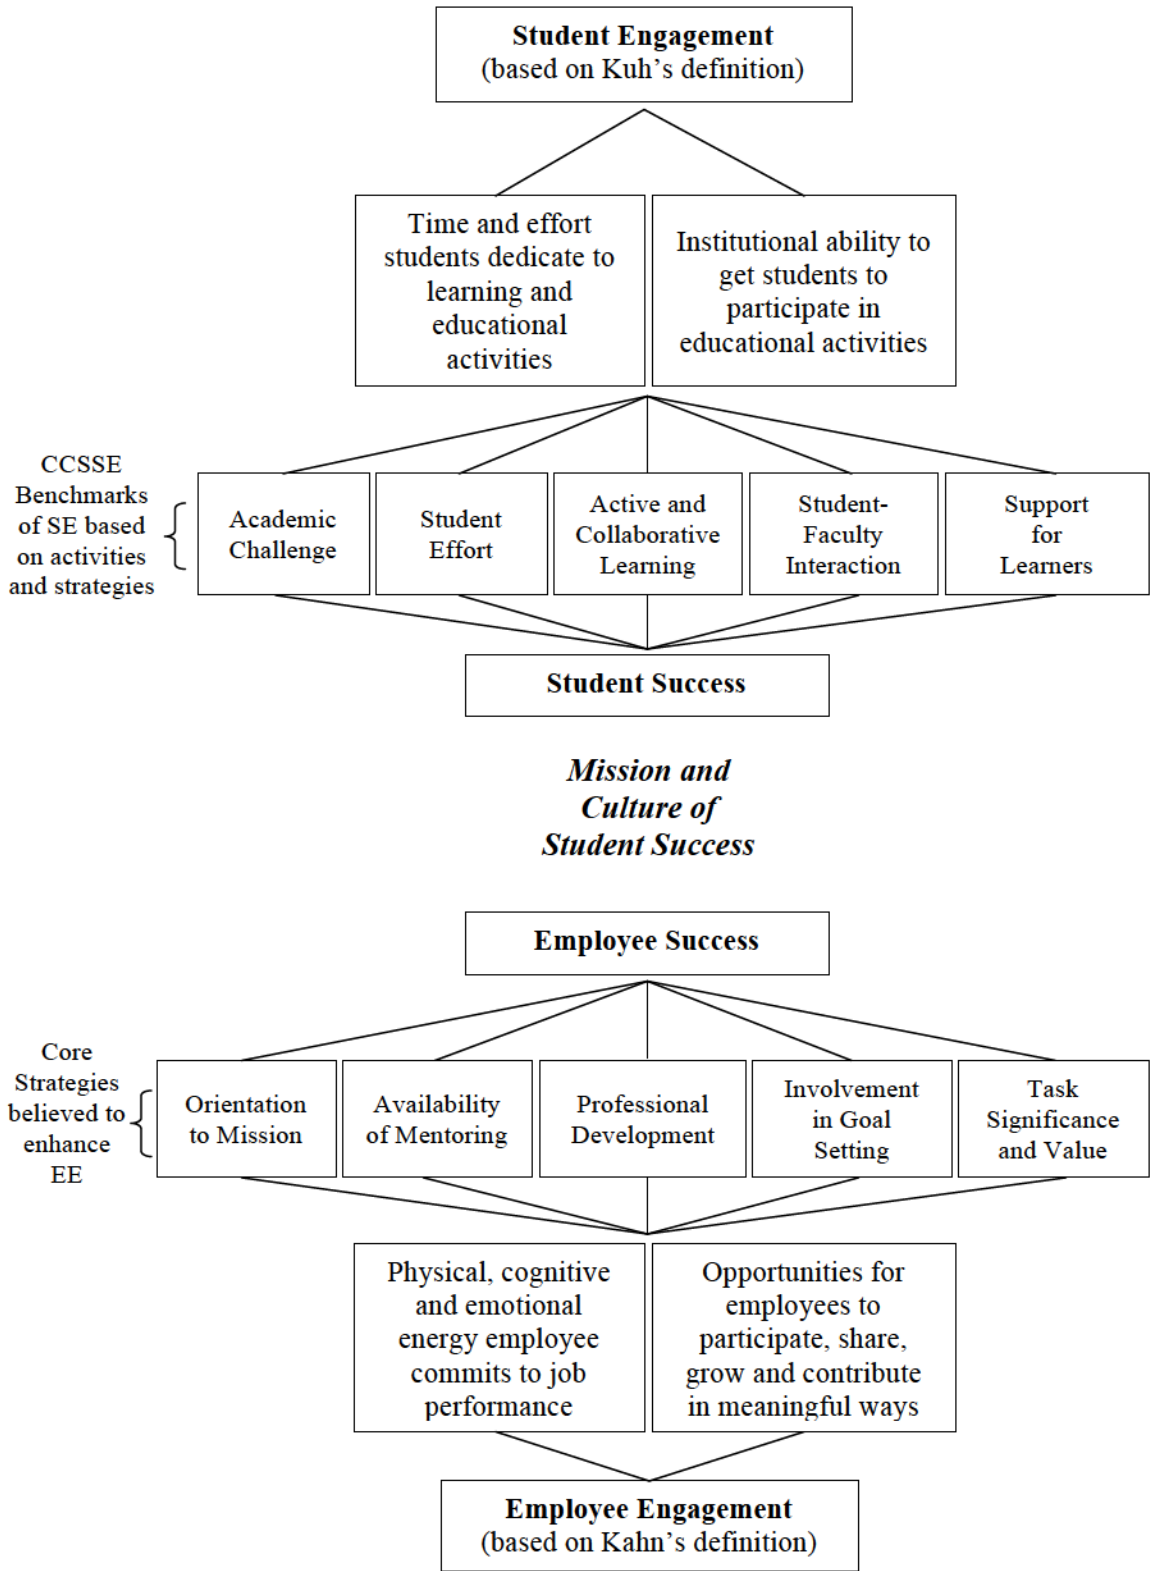 Student Engagement
(based on Kuh’s definition)
Time and effort
students dedicate to
learning and
educational
activities
Institutional ability to
get students to
participate in
educational activities
CCSSE
Benchmarks
of SE based
on activities
and strategies
Academic
Challenge
Student
Effort
Active and
Collaborative
Learning
Student-
Faculty
Interaction
Support
for
Learners
Student Success
Mission and
Culture of
Student Success
Employee Success
Core
Strategies
believed to
enhance
EE
Orientation
to Mission
Availability
of Mentoring
Professional
Development
Involvement
in Goal
Setting
Task
Significance
and Value
Physical, cognitive
and emotional
energy employee
commits to job
performance
Opportunities for
employees to
participate, share,
grow and contribute
in meaningful ways
Employee Engagement
(based on Kahn’s definition)